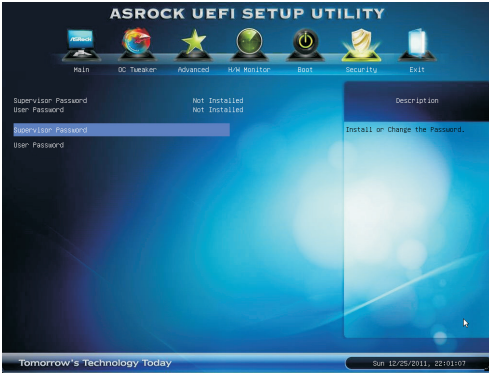 ASROCK UEFI SETUP UTILITY
ASRock
Main OC Tweaker Advanced H/W Monitor Boot Security Exit
Supervisor Password Not Installed
User Password Not Installed
Supervisor Password
User Password
Description
Install or Change the Password.
Tomorrow's Technology Today
Sun 12/25/2011, 22:01:07